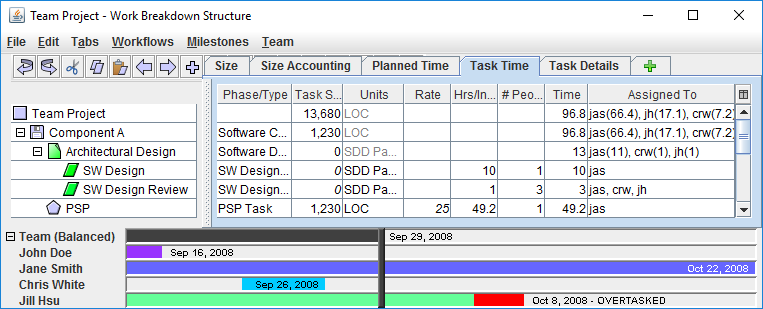 Team Project - Work Breakdown Structure
File Edit Tabs Workflows Milestones Team
Size Size Accounting Planned Time Task Time Task Details
Phase/Type Task S... Units Rate Hrs/In... # Peo... Time Assigned To
Team Project 13,680 LOC 96.8 jas(66.4), jh(17.1), crw(7.2)
Component A Software C... 1,230 LOC 96.8 jas(66.4), jh(17.1), crw(7.2)
Architectural Design Software D... 0 SDD Pa... 13 jas(11), crw(1), jh(1)
SW Design SW Design... 0 SDD Pa... 10 1 10 jas
SW Design Review SW Design... 0 SDD Pa... 1 3 3 jas, crw, jh
PSP PSP Task 1,230 LOC 25 49.2 1 49.2 jas
Team (Balanced) Sep 29, 2008
John Doe Sep 16, 2008
Jane Smith Oct 22, 2008
Chris White Sep 26, 2008
Jill Hsu Oct 8, 2008 - OVERTASKED